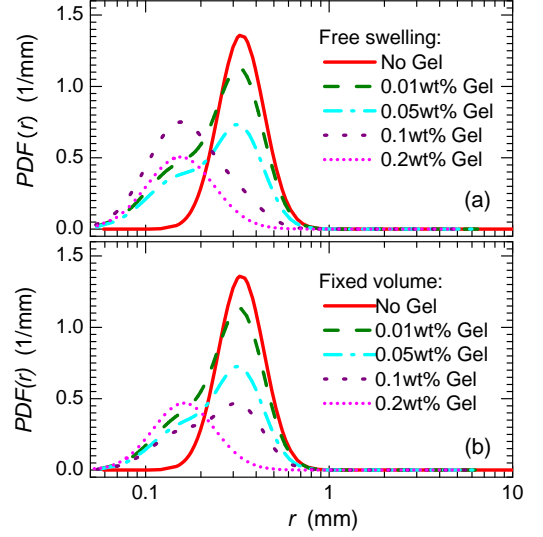 1.5
1.0
0.5
0.0
PDF(r) (1/mm)
Free swelling:
No Gel
0.01wt% Gel
0.05wt% Gel
0.1wt% Gel
0.2wt% Gel
(a)
1.5
1.0
0.5
0.0
PDF(r) (1/mm)
Fixed volume:
No Gel
0.01wt% Gel
0.05wt% Gel
0.1wt% Gel
0.2wt% Gel
(b)
0.1 1 10
r (mm)